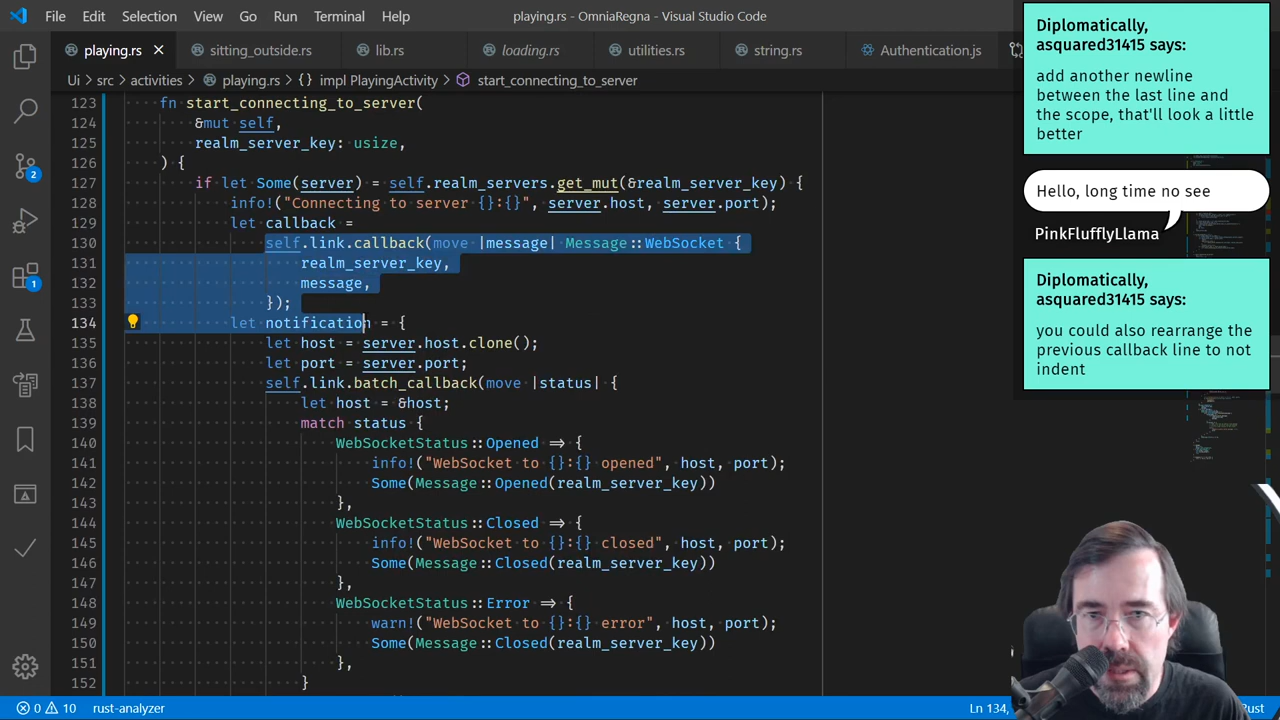 File Edit Selection View Go Run Terminal Help
playing.rs • OmniaRegna - Visual Studio Code
playing.rs
sitting_outside.rs
lib.rs
loading.rs
utilities.rs
string.rs
Authentication.js
Ui › src › activities › playing.rs › {} impl PlayingActivity › start_connecting_to_server
123 fn start_connecting_to_server(
124 &mut self,
125 realm_server_key: usize,
126 ) {
127 if let Some(server) = self.realm_servers.get_mut(&realm_server_key) {
128 info!("Connecting to server {}:{}", server.host, server.port);
129 let callback =
130 self.link.callback(move |message| Message::WebSocket {
131 realm_server_key,
132 message,
133 });
134 let notification = {
135 let host = server.host.clone();
136 let port = server.port;
137 self.link.batch_callback(move |status| {
138 let host = &host;
139 match status {
140 WebSocketStatus::Opened => {
141 info!("WebSocket to {}:{} opened", host, port);
142 Some(Message::Opened(realm_server_key))
143 },
144 WebSocketStatus::Closed => {
145 info!("WebSocket to {}:{} closed", host, port);
146 Some(Message::Closed(realm_server_key))
147 },
148 WebSocketStatus::Error => {
149 warn!("WebSocket to {}:{} error", host, port);
150 Some(Message::Closed(realm_server_key))
151 },
152 }
2
1
0 10 rust-analyzer
Ln 134,
Rust
Diplomatically,
asquared31415 says:
add another newline
between the last line and
the scope, that'll look a little
better
Hello, long time no see
PinkFlufflyLlama
Diplomatically,
asquared31415 says:
you could also rearrange the
previous callback line to not
indent